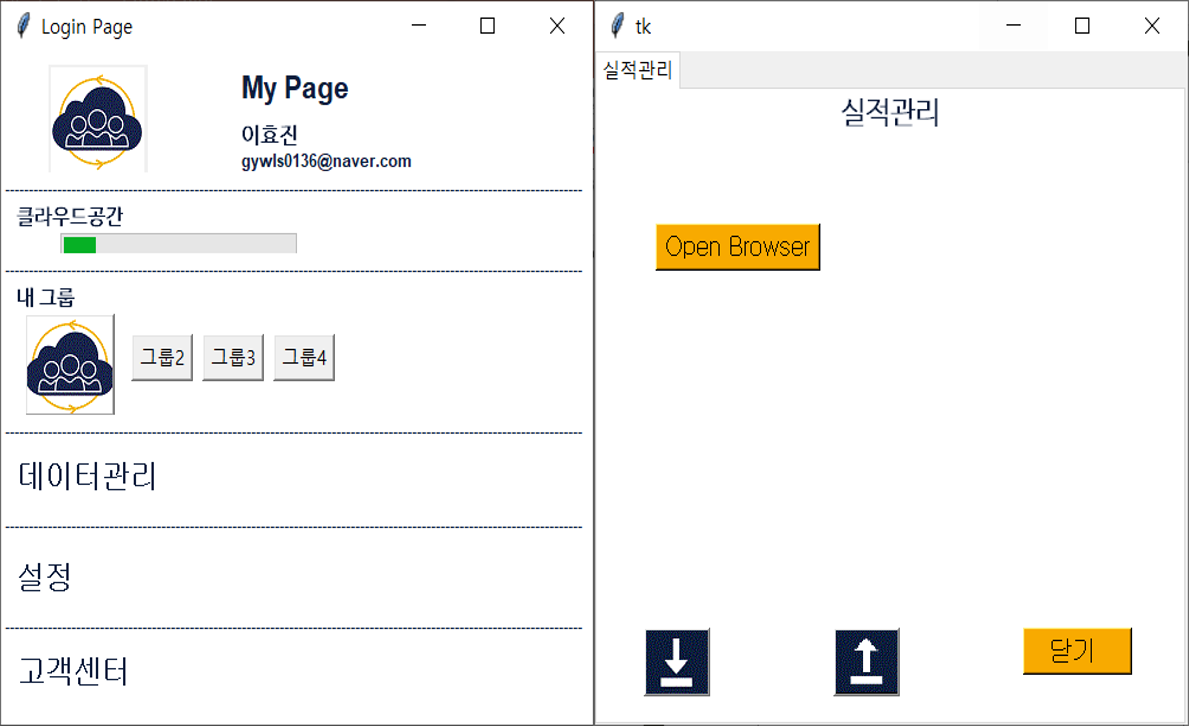 Login Page
My Page
이효진
gywls0136@naver.com
클라우드공간
내 그룹
그룹2 그룹3 그룹4
데이터관리
설정
고객센터
tk
실적관리
실적관리
Open Browser
닫기